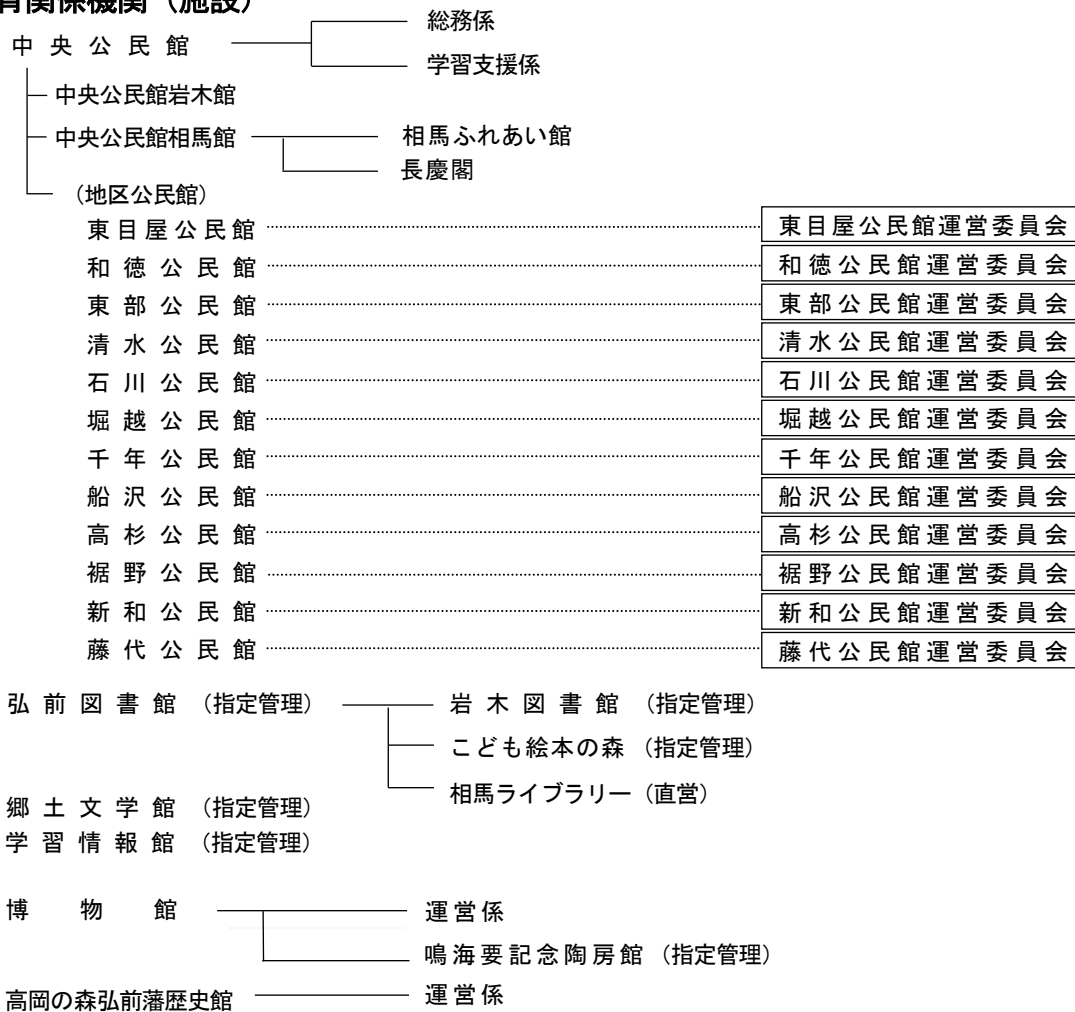 育関係機関（施設）
中央公民館 総務係
学習支援係
中央公民館岩木館
中央公民館相馬館 相馬ふれあい館
長慶閣
（地区公民館）
東目屋公民館 東目屋公民館運営委員会
和徳公民館 和徳公民館運営委員会
東部公民館 東部公民館運営委員会
清水公民館 清水公民館運営委員会
石川公民館 石川公民館運営委員会
堀越公民館 堀越公民館運営委員会
千年公民館 千年公民館運営委員会
船沢公民館 船沢公民館運営委員会
高杉公民館 高杉公民館運営委員会
裾野公民館 裾野公民館運営委員会
新和公民館 新和公民館運営委員会
藤代公民館 藤代公民館運営委員会
弘前図書館（指定管理） 岩木図書館（指定管理）
こども絵本の森（指定管理）
相馬ライブラリー（直営）
郷土文学館（指定管理）
学習情報館（指定管理）
博物館 運営係
鳴海要記念陶房館（指定管理）
高岡の森弘前藩歴史館 運営係